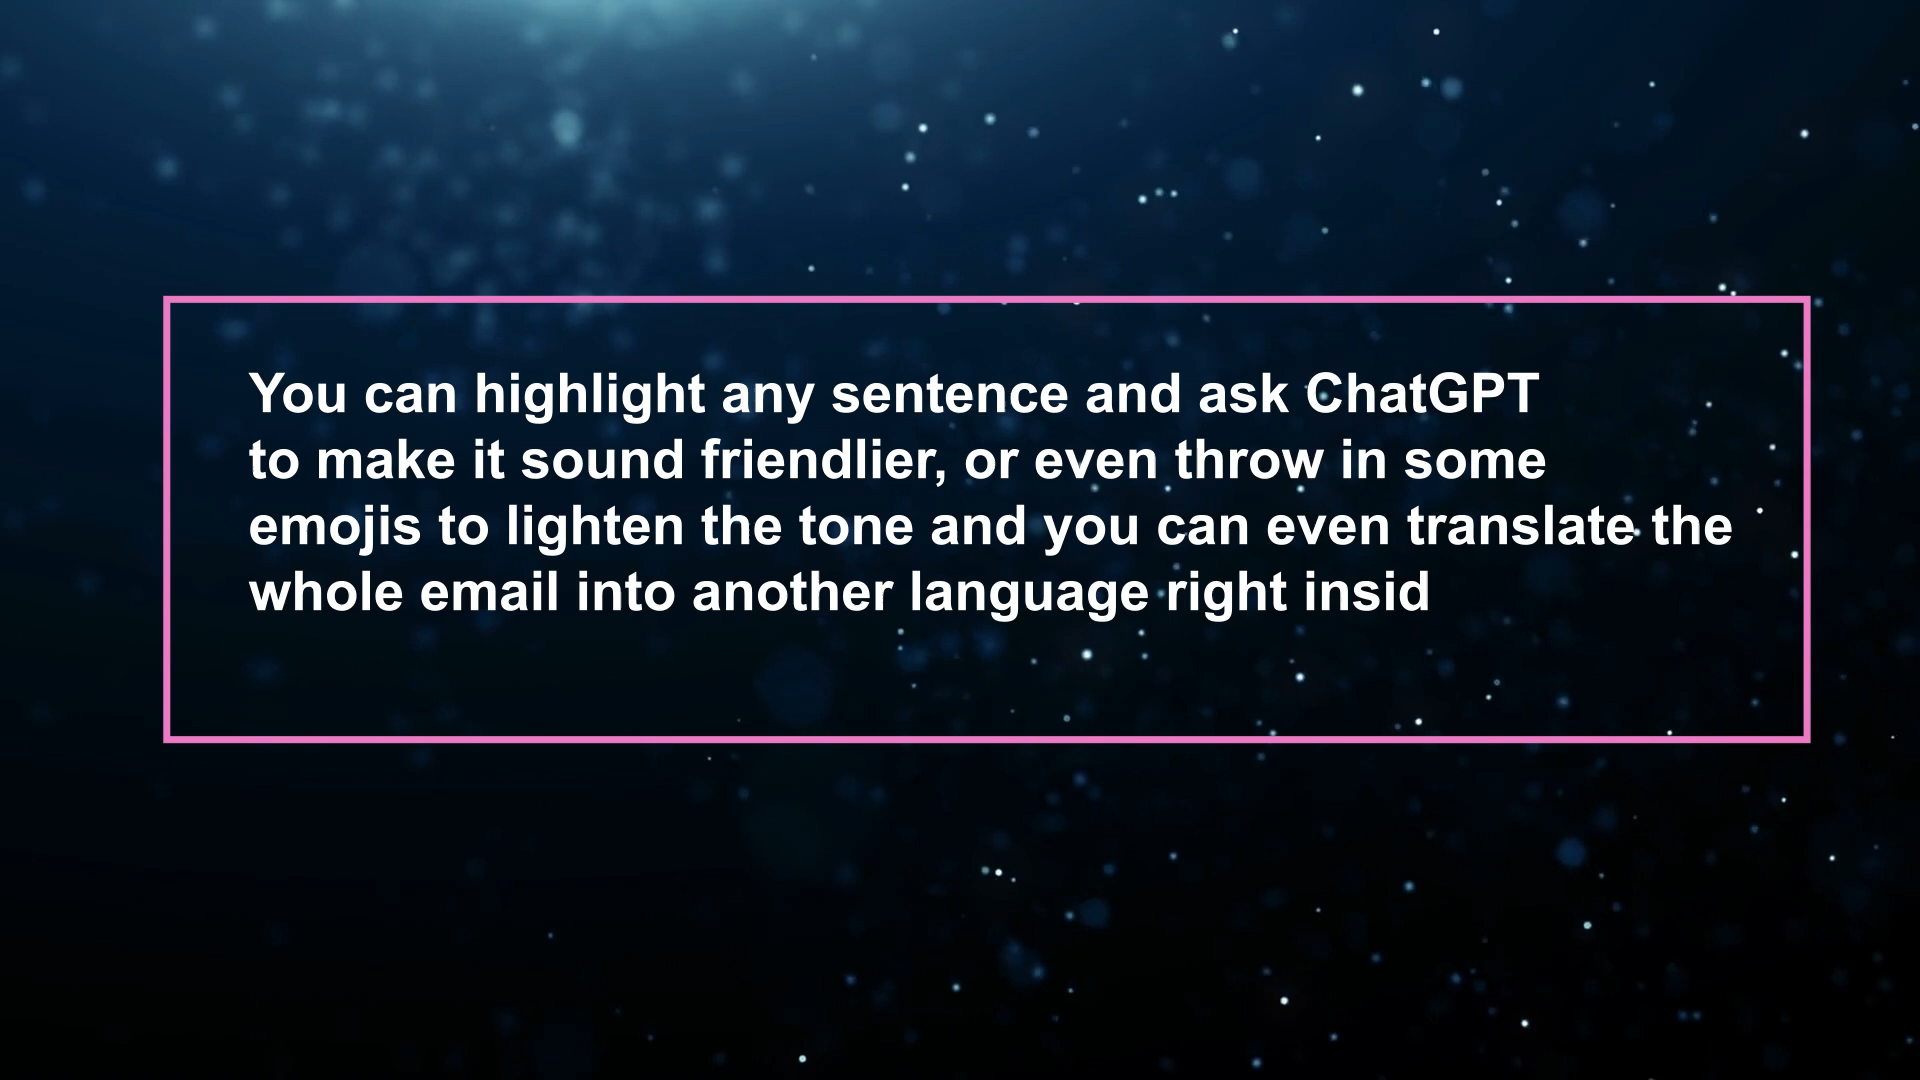 You can highlight any sentence and ask ChatGPT
to make it sound friendlier, or even throw in some
emojis to lighten the tone and you can even translate the
whole email into another language right insid